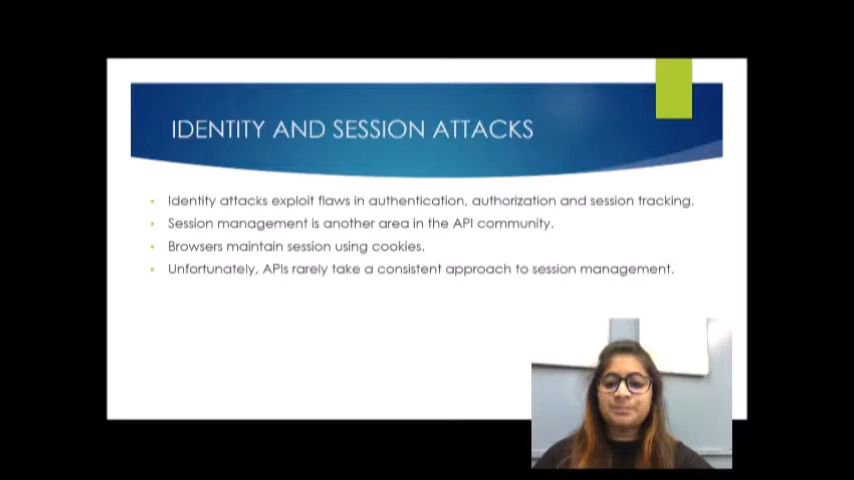 IDENTITY AND SESSION ATTACKS
Identity attacks exploit flaws in authentication, authorization and session tracking.
Session management is another area in the API community.
Browsers maintain session using cookies.
Unfortunately, APIs rarely take a consistent approach to session management.